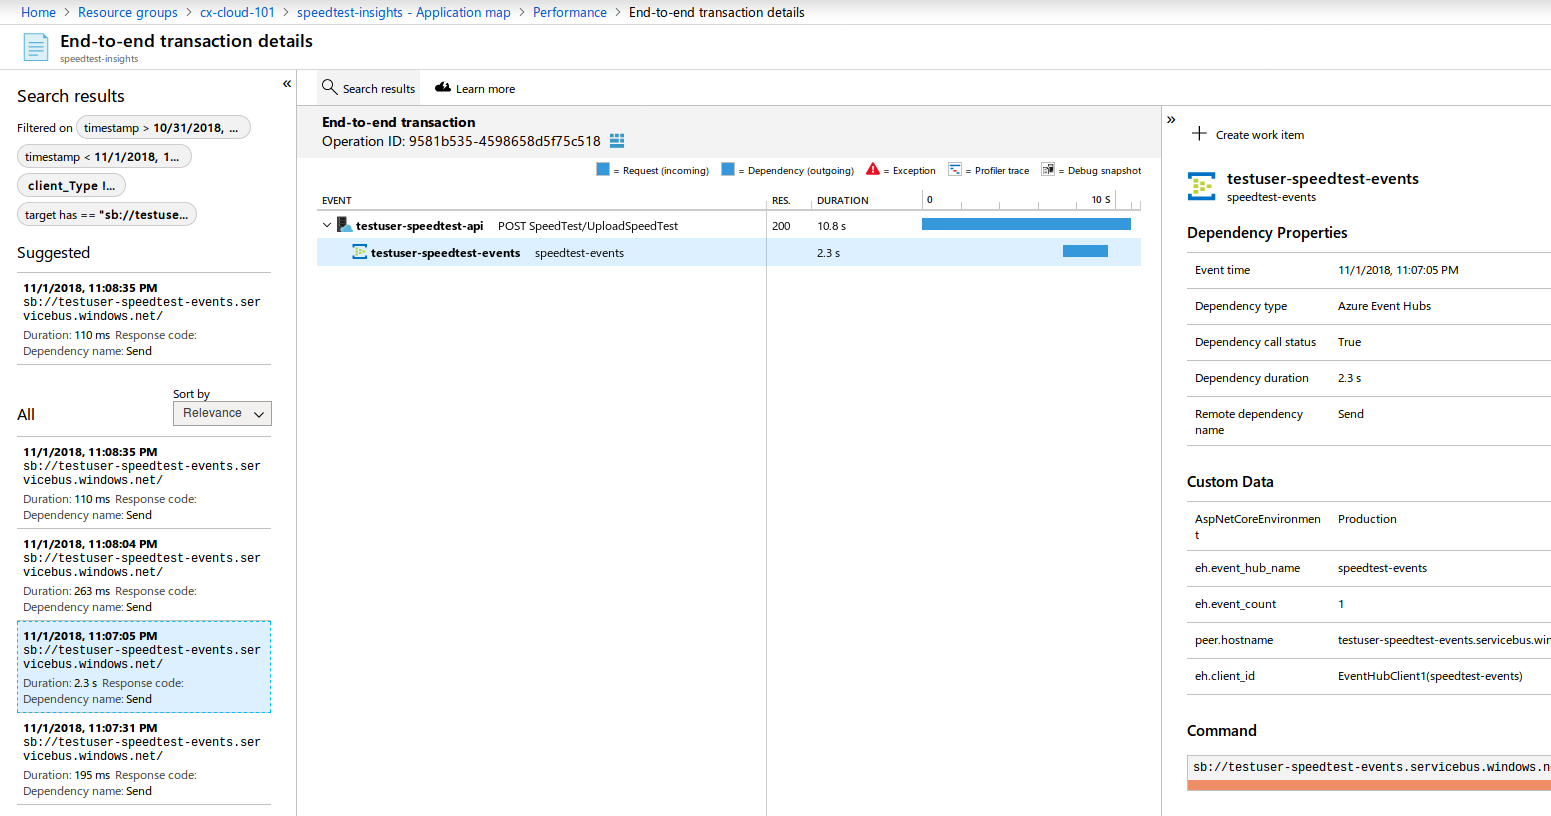 Home > Resource groups > cx-cloud-101 > speedtest-insights - Application map > Performance > End-to-end transaction details
End-to-end transaction details
speedtest-insights
«
Search results
Filtered on timestamp > 10/31/2018, ...
timestamp < 11/1/2018, 1...
client_Type !...
target has == "sb://testuse...
Suggested
11/1/2018, 11:08:35 PM
sb://testuser-speedtest-events.ser
vicebus.windows.net/
Duration: 110 ms Response code:
Dependency name: Send
Sort by
All
Relevance
11/1/2018, 11:08:35 PM
sb://testuser-speedtest-events.ser
vicebus.windows.net/
Duration: 110 ms Response code:
Dependency name: Send
11/1/2018, 11:08:04 PM
sb://testuser-speedtest-events.ser
vicebus.windows.net/
Duration: 263 ms Response code:
Dependency name: Send
11/1/2018, 11:07:05 PM
sb://testuser-speedtest-events.ser
vicebus.windows.net/
Duration: 2.3 s Response code:
Dependency name: Send
11/1/2018, 11:07:31 PM
sb://testuser-speedtest-events.ser
vicebus.windows.net/
Duration: 195 ms Response code:
Dependency name: Send
Search results Learn more
End-to-end transaction
Operation ID: 9581b535-4598658d5f75c518
= Request (incoming) = Dependency (outgoing) = Exception = Profiler trace = Debug snapshot
EVENT RES. DURATION 0 10 S
testuser-speedtest-api POST SpeedTest/UploadSpeedTest 200 10.8 s
testuser-speedtest-events speedtest-events 2.3 s
»
Create work item
testuser-speedtest-events
speedtest-events
Dependency Properties
Event time 11/1/2018, 11:07:05 PM
Dependency type Azure Event Hubs
Dependency call status True
Dependency duration 2.3 s
Remote dependency Send
name
Custom Data
AspNetCoreEnvironmen Production
t
eh.event_hub_name speedtest-events
eh.event_count 1
peer.hostname testuser-speedtest-events.servicebus.win
eh.client_id EventHubClient1(speedtest-events)
Command
sb://testuser-speedtest-events.servicebus.windows.n